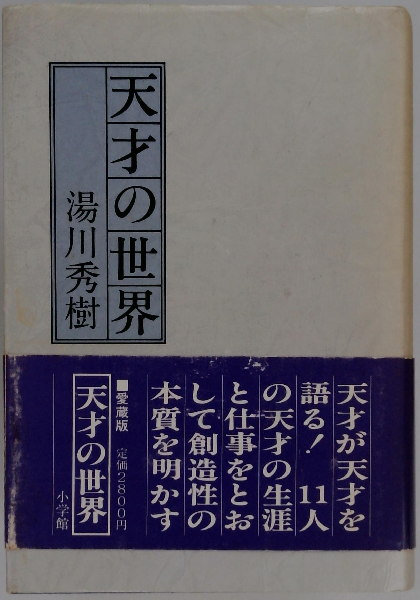 天才の世界
湯川秀樹
天才が天才を
語る! 11人
の天才の生涯
と仕事をとお
して創造性の
本質を明かす
■愛蔵版 定価2800円
天才の世界
小学館